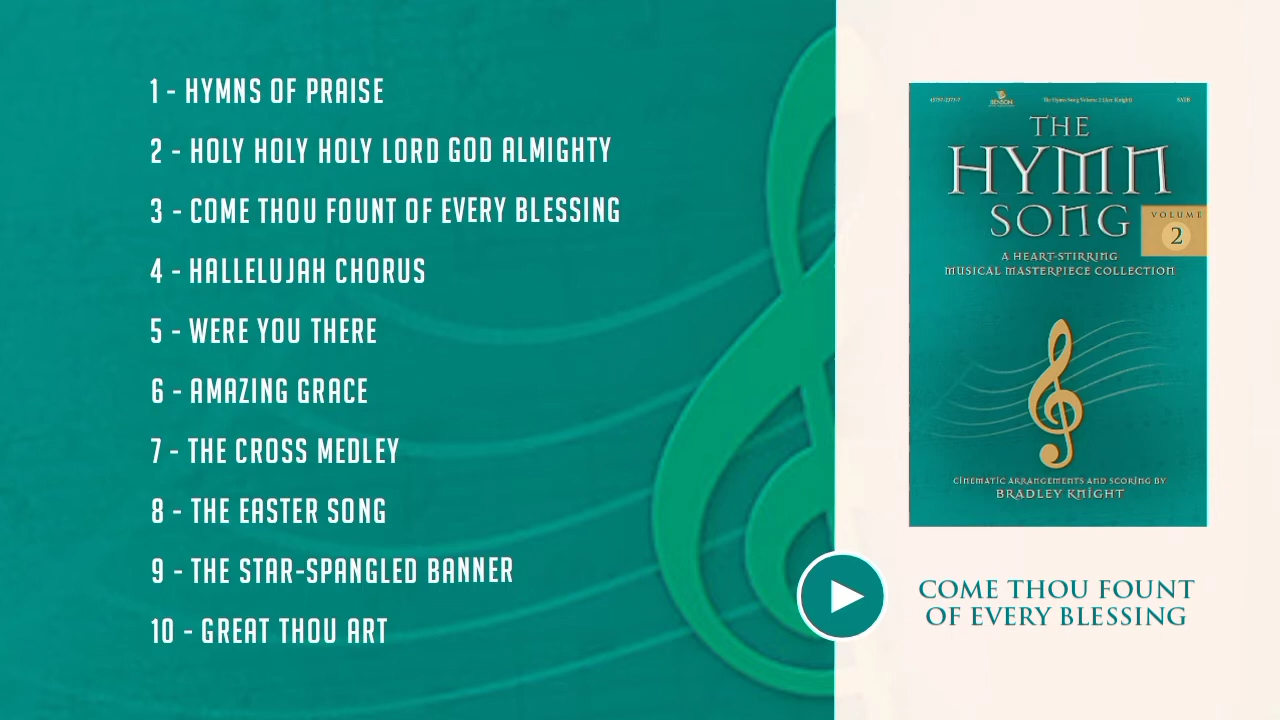 1 - HYMNS OF PRAISE
2 - HOLY HOLY HOLY LORD GOD ALMIGHTY
3 - COME THOU FOUNT OF EVERY BLESSING
4 - HALLELUJAH CHORUS
5 - WERE YOU THERE
6 - AMAZING GRACE
7 - THE CROSS MEDLEY
8 - THE EASTER SONG
9 - THE STAR-SPANGLED BANNER
10 - GREAT THOU ART
SATB
THE
HYMN
SONG
VOLUME
2
A HEART-STIRRING
MUSICAL MASTERPIECE COLLECTION
CINEMATIC ARRANGEMENTS AND SCORING BY
BRADLEY KNIGHT
COME THOU FOUNT
OF EVERY BLESSING